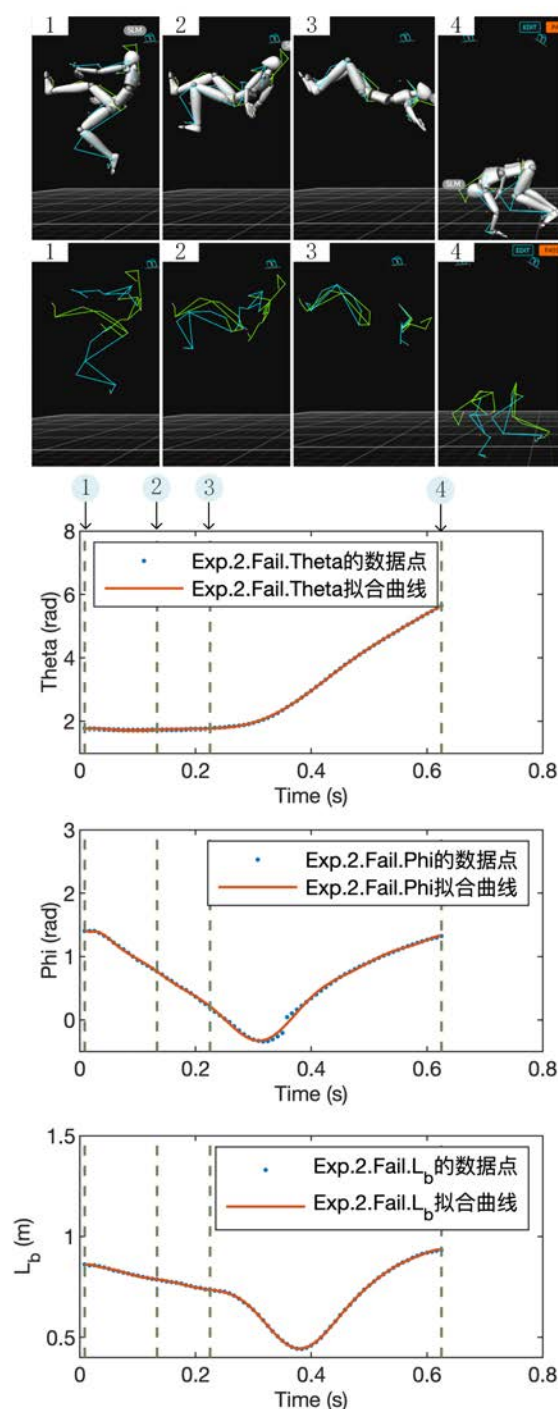 1 2 3 4
SLM
EDIT
SLM
1 2 3 4
EDIT
1 2 3 4
8
Exp.2.Fail.Theta的数据点
Exp.2.Fail.Theta拟合曲线
6
4
2
Theta (rad)
0 0.2 0.4 0.6 0.8
Time (s)
3
Exp.2.Fail.Phi的数据点
Exp.2.Fail.Phi拟合曲线
2
1
0
Phi (rad)
0 0.2 0.4 0.6 0.8
Time (s)
1.5
Exp.2.Fail.L_b的数据点
Exp.2.Fail.L_b拟合曲线
1
0.5
L_b (m)
0 0.2 0.4 0.6 0.8
Time (s)